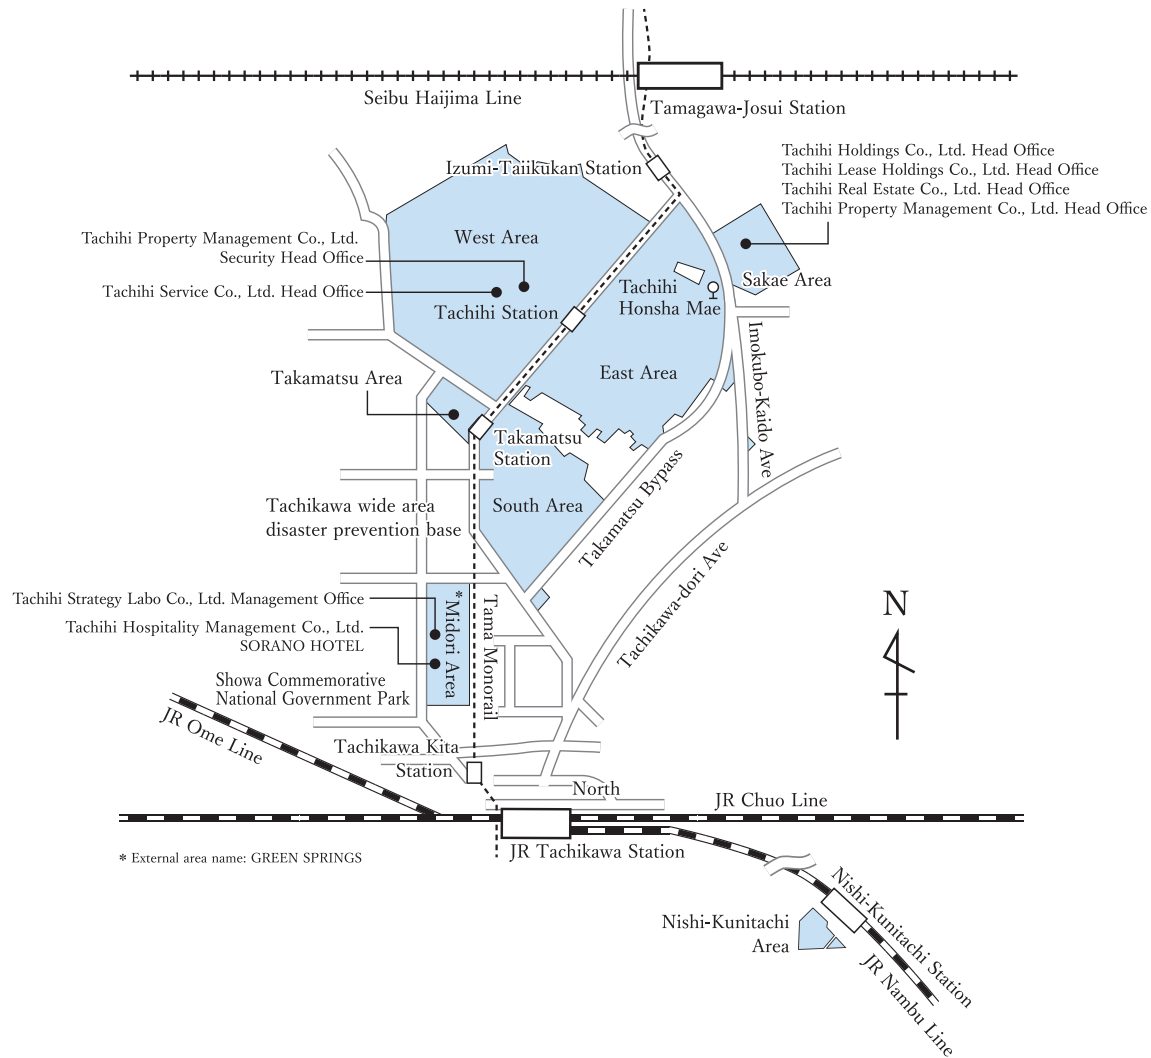 Seibu Haijima Line
Tamagawa-Josui Station
Tachihi Holdings Co., Ltd. Head Office
Tachihi Lease Holdings Co., Ltd. Head Office
Tachihi Real Estate Co., Ltd. Head Office
Tachihi Property Management Co., Ltd. Head Office
Izumi-Taiikukan Station
West Area
Tachihi Property Management Co., Ltd.
Security Head Office
Tachihi Service Co., Ltd. Head Office
Tachihi Station
Tachihi
Honsha Mae
Sakae Area
Imokubo-Kaido Ave
East Area
Takamatsu Area
Takamatsu
Station
South Area
Takamatsu Bypass
Tachikawa wide area
disaster prevention base
Tachikawa-dori Ave
Tachihi Strategy Labo Co., Ltd. Management Office
Tachihi Hospitality Management Co., Ltd.
SORANO HOTEL
*Midori Area
Tama Monorail
N
Showa Commemorative
National Government Park
JR Ome Line
Tachikawa Kita
Station
North
JR Chuo Line
JR Tachikawa Station
* External area name: GREEN SPRINGS
Nishi-Kunitachi Station
Nishi-Kunitachi
Area
JR Nambu Line